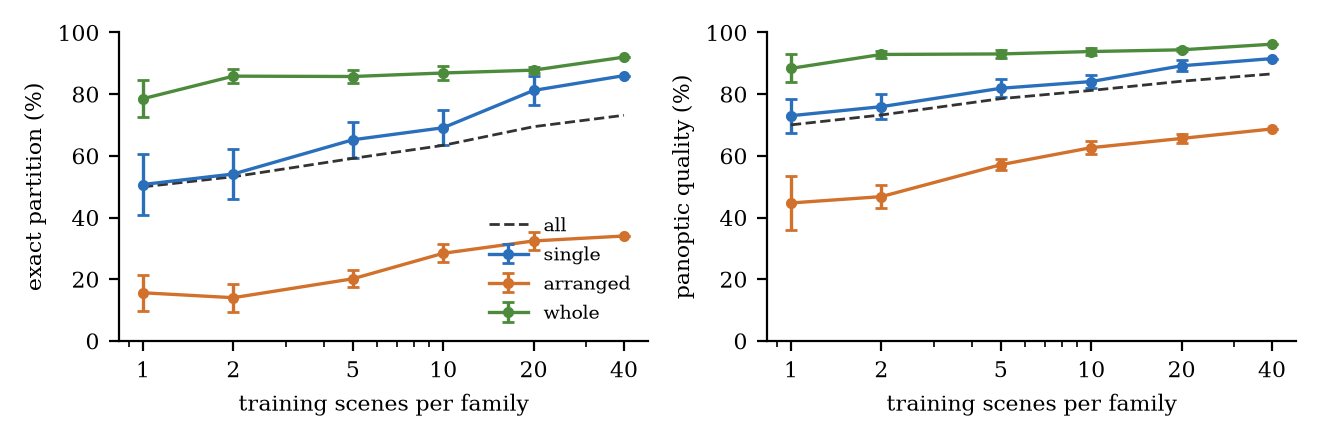 exact partition (%)
100
80
60
40
20
0
1 2 5 10 20 40
training scenes per family
all
single
arranged
whole
panoptic quality (%)
100
80
60
40
20
0
1 2 5 10 20 40
training scenes per family